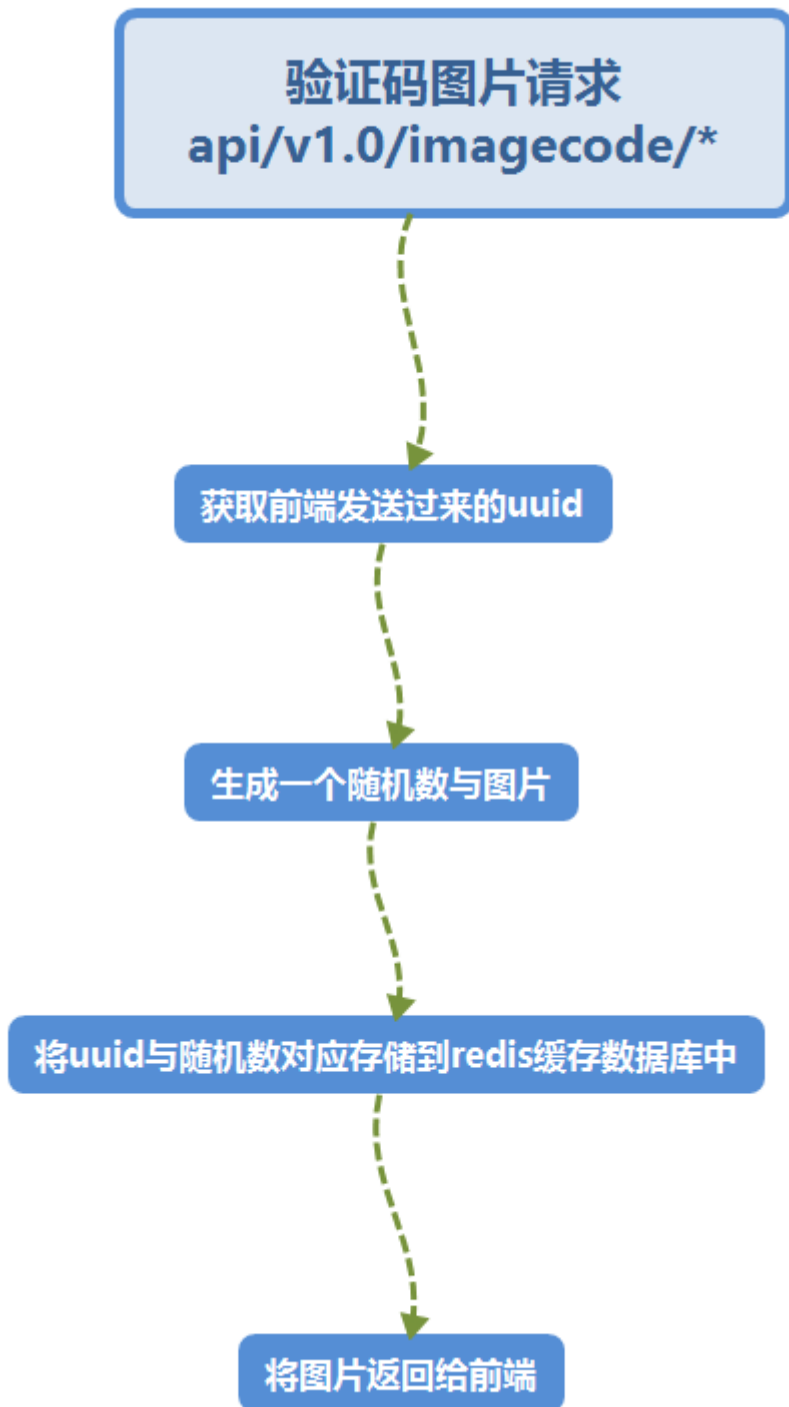 验证码图片请求
api/v1.0/imagecode/*
获取前端发送过来的uuid
生成一个随机数与图片
将uuid与随机数对应存储到redis缓存数据库中
将图片返回给前端